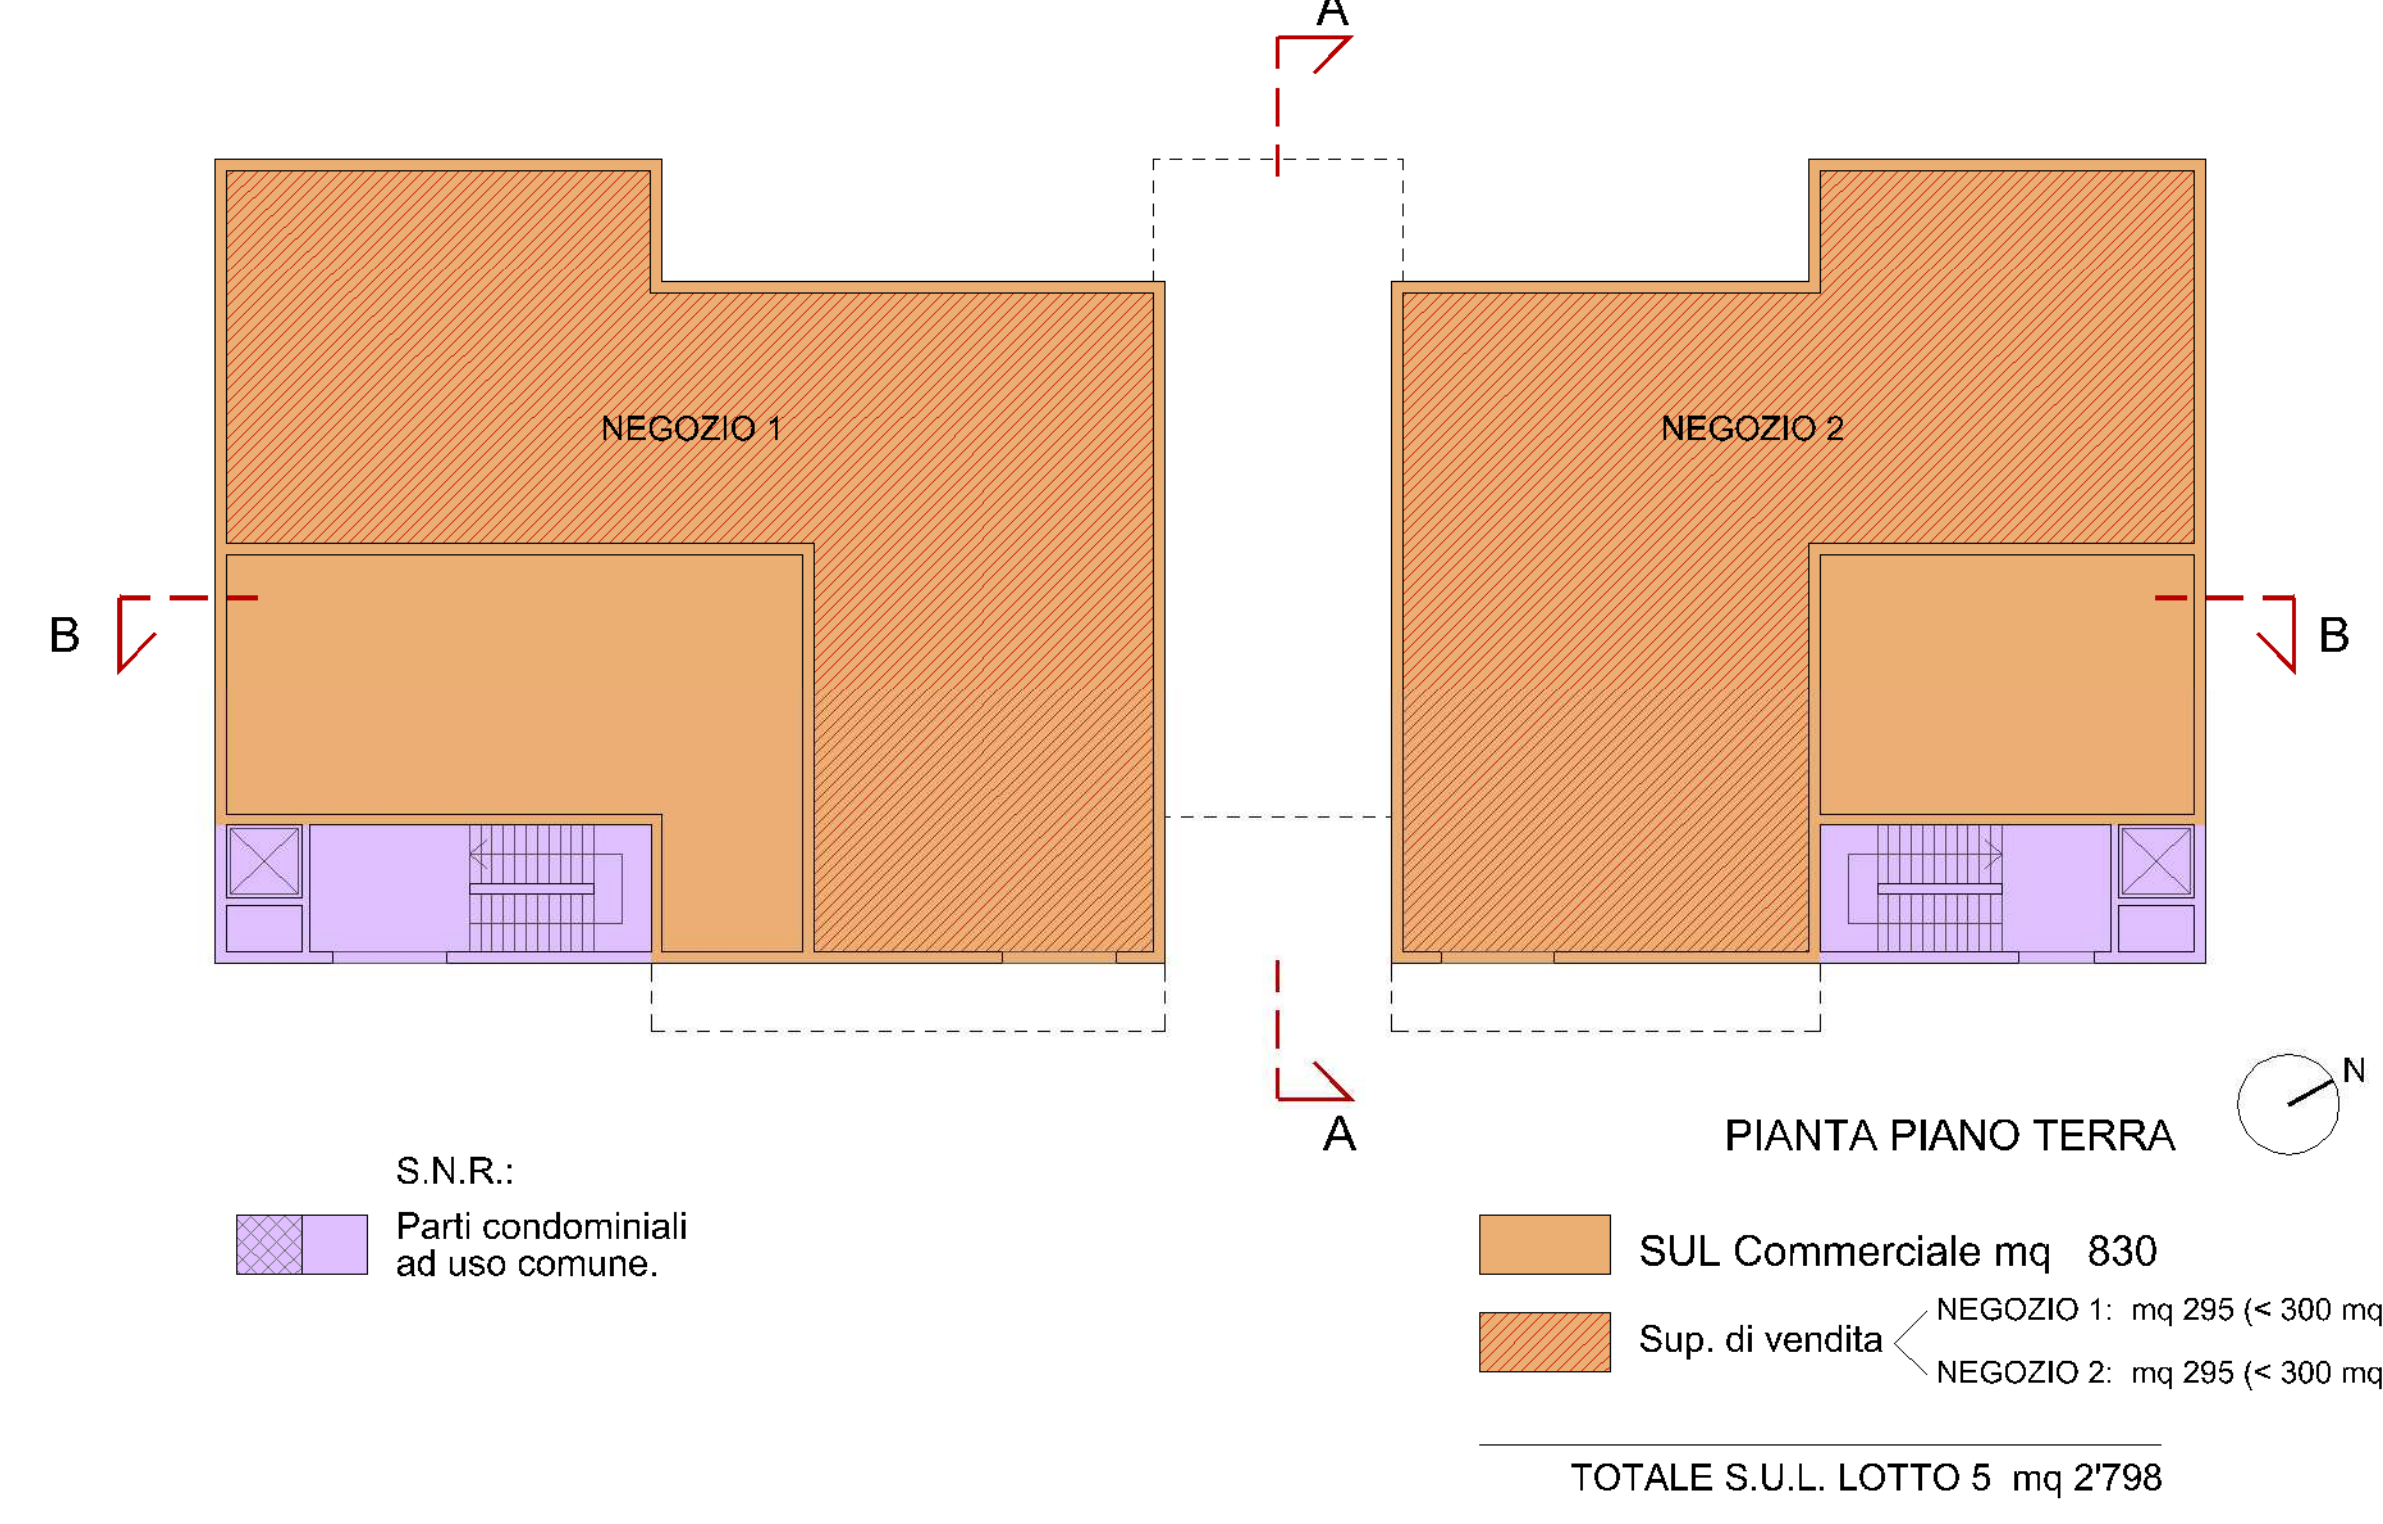 A
NEGOZIO 1
NEGOZIO 2
B
B
N
A
PIANTA PIANO TERRA
S.N.R.:
Parti condominiali
ad uso comune.
SUL Commerciale mq 830
Sup. di vendita
NEGOZIO 1: mq 295 (< 300 mq
NEGOZIO 2: mq 295 (< 300 mq
TOTALE S.U.L. LOTTO 5 mq 2'798